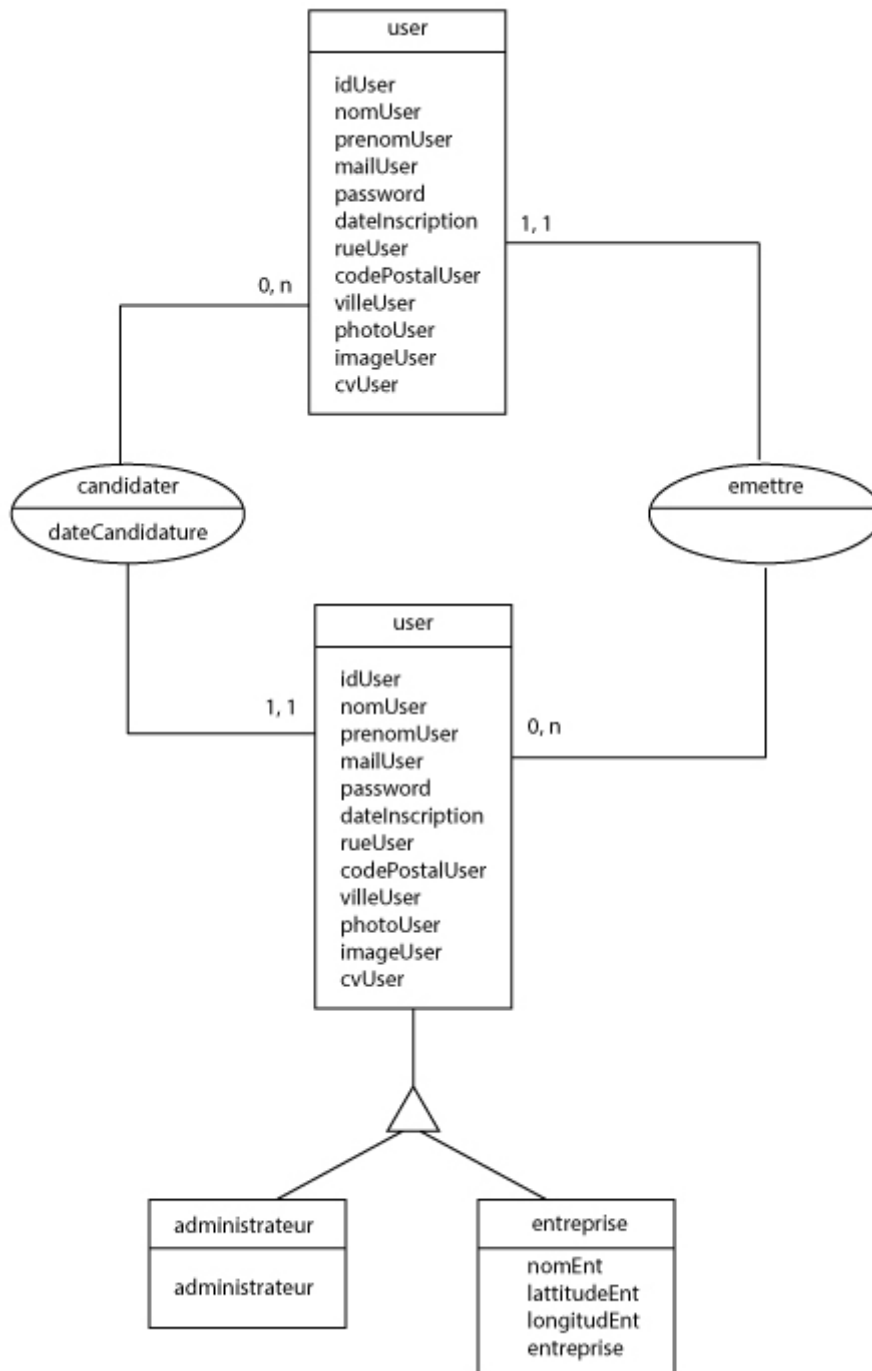 user
idUser
nomUser
prenomUser
mailUser
password
dateInscription
rueUser
codePostalUser
villeUser
photoUser
imageUser
cvUser
1, 1
0, n
candidater
dateCandidature
emettre
user
idUser
nomUser
prenomUser
mailUser
password
dateInscription
rueUser
codePostalUser
villeUser
photoUser
imageUser
cvUser
1, 1
0, n
administrateur
administrateur
entreprise
nomEnt
lattitudeEnt
longitudEnt
entreprise